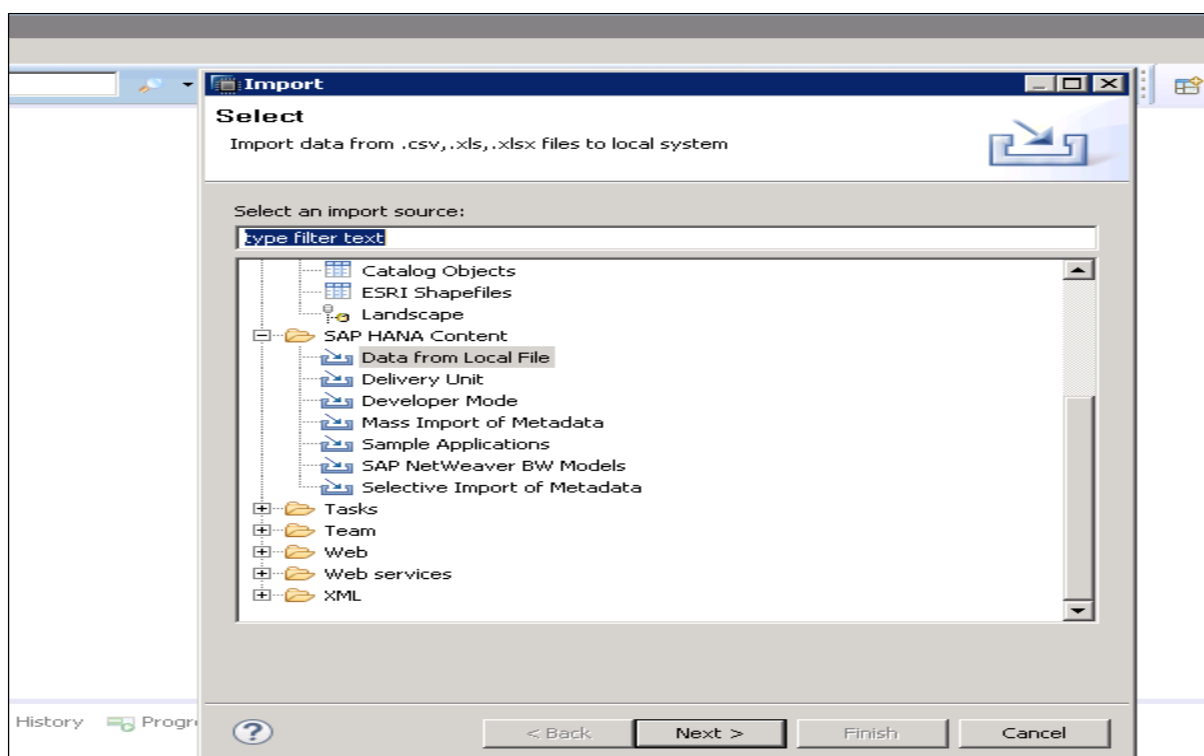 Import
Select
Import data from .csv,.xls,.xlsx files to local system
Select an import source:
type filter text
Catalog Objects
ESRI Shapefiles
Landscape
SAP HANA Content
Data from Local File
Delivery Unit
Developer Mode
Mass Import of Metadata
Sample Applications
SAP NetWeaver BW Models
Selective Import of Metadata
Tasks
Team
Web
Web services
XML
History Progr
< Back Next > Finish Cancel